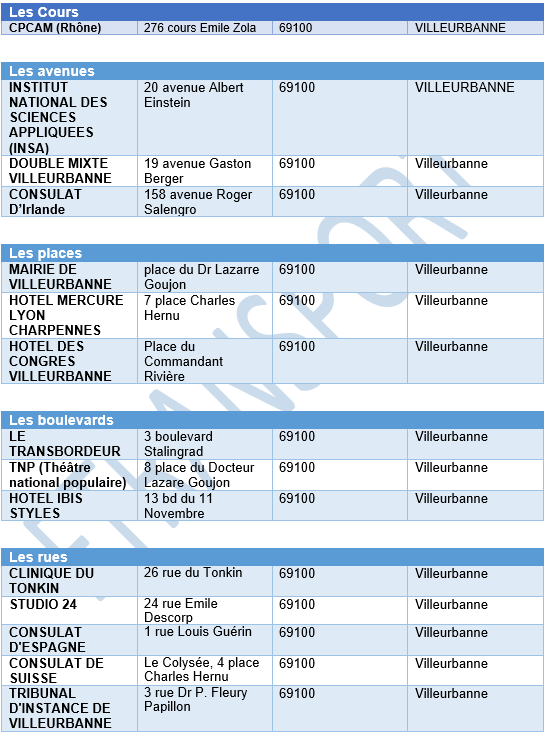 Les Cours
CPCAM (Rhône) 276 cours Emile Zola 69100 VILLEURBANNE
Les avenues
INSTITUT 20 avenue Albert 69100 VILLEURBANNE
NATIONAL DES Einstein
SCIENCES
APPLIQUEES
(INSA)
DOUBLE MIXTE 19 avenue Gaston 69100 Villeurbanne
VILLEURBANNE Berger
CONSULAT 158 avenue Roger 69100 Villeurbanne
D'Irlande Salengro
Les places
MAIRIE DE place du Dr Lazarre 69100 Villeurbanne
VILLEURBANNE Goujon
HOTEL MERCURE 7 place Charles 69100 Villeurbanne
LYON Hernu
CHARPENNES
HOTEL DES Place du 69100 Villeurbanne
CONGRES Commandant
VILLEURBANNE Rivière
Les boulevards
LE 3 boulevard 69100 Villeurbanne
TRANSBORDEUR Stalingrad
TNP (Théâtre 8 place du Docteur 69100 Villeurbanne
national populaire) Lazare Goujon
HOTEL IBIS 13 bd du 11 69100 Villeurbanne
STYLES Novembre
Les rues
CLINIQUE DU 26 rue du Tonkin 69100 Villeurbanne
TONKIN
STUDIO 24 24 rue Emile 69100 Villeurbanne
Descorp
CONSULAT 1 rue Louis Guérin 69100 Villeurbanne
D'ESPAGNE
CONSULAT DE Le Colysée, 4 place 69100 Villeurbanne
SUISSE Charles Hernu
TRIBUNAL 3 rue Dr P. Fleury 69100 Villeurbanne
D'INSTANCE DE Papillon
VILLEURBANNE